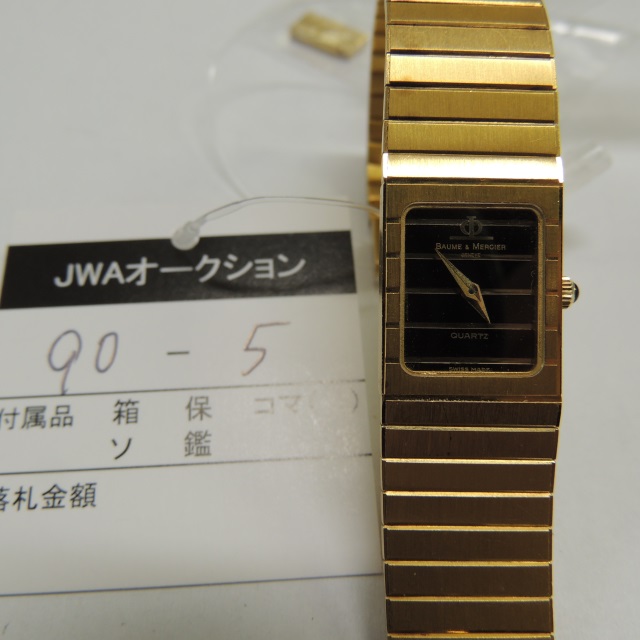 JWAオークション
90 - 5
付属品 箱 保 コマ( )
ソ 鑑
落札金額
BAUME & MERCIER
GENEVE
QUARTZ
SWISS MADE